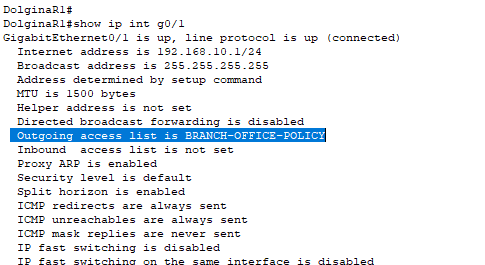 DolginaR1#
DolginaR1#show ip int g0/1
GigabitEthernet0/1 is up, line protocol is up (connected)
Internet address is 192.168.10.1/24
Broadcast address is 255.255.255.255
Address determined by setup command
MTU is 1500 bytes
Helper address is not set
Directed broadcast forwarding is disabled
Outgoing access list is BRANCH-OFFICE-POLICY
Inbound  access list is not set
Proxy ARP is enabled
Security level is default
Split horizon is enabled
ICMP redirects are always sent
ICMP unreachables are always sent
ICMP mask replies are never sent
IP fast switching is disabled
IP fast switching on the same interface is disabled